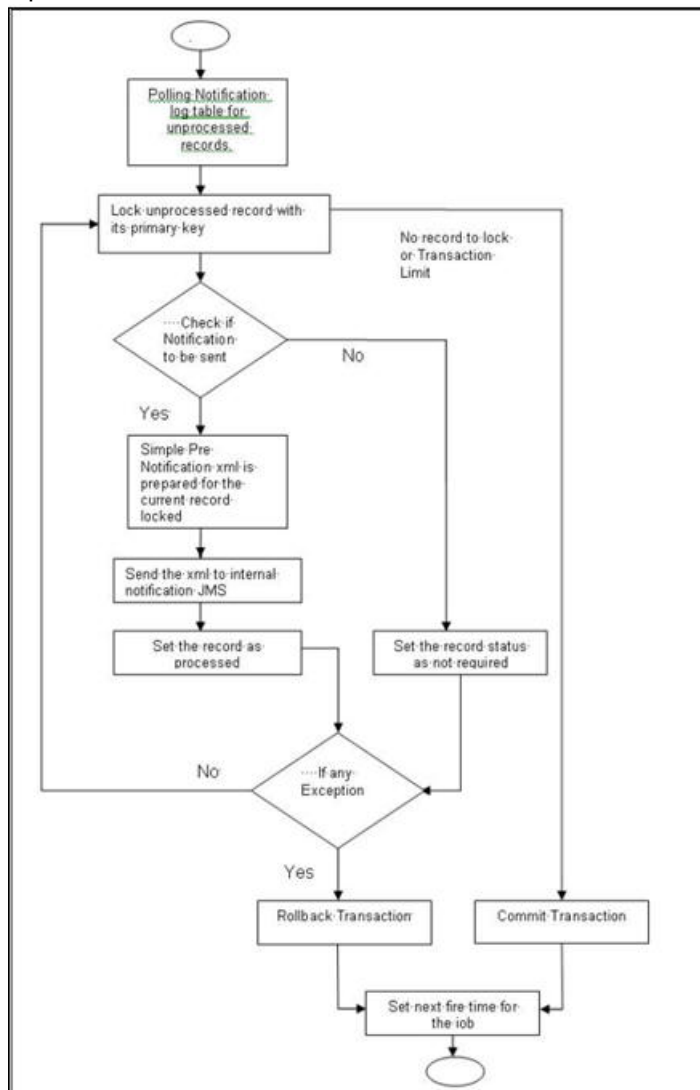 Polling Notification
log table for
unprocessed
records.
Lock unprocessed record with
its primary key
No record to lock
or Transaction
Limit
Check if
Notification
to be sent
No
Yes
Simple Pre
Notification xml is
prepared for the
current record
locked
Send the xml to internal
notification JMS
Set the record as
processed
Set the record status
as not required
No
If any
Exception
Yes
Rollback Transaction
Commit Transaction
Set next fire time for
the job